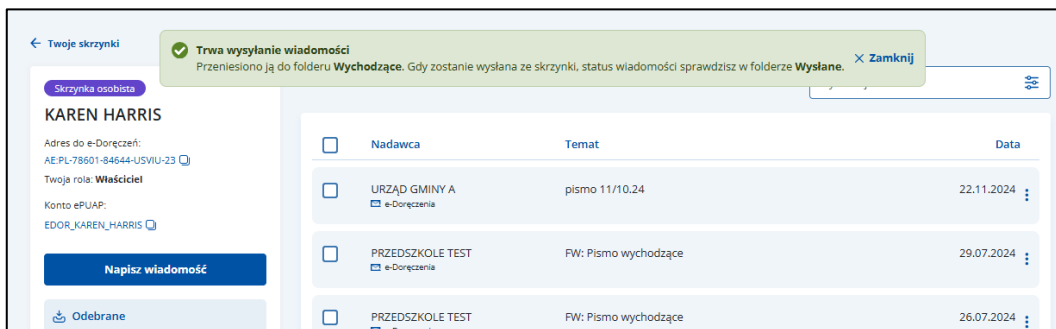 Twoje skrzynki
Trwa wysyłanie wiadomości
Przeniesiono ją do folderu Wychodzące. Gdy zostanie wysłana ze skrzynki, status wiadomości sprawdzisz w folderze Wysłane.
Zamknij
Skrzynka osobista
KAREN HARRIS
Adres do e-Doręczeń:
AE:PL-78601-84644-USVIU-23
Twoja rola: Właściciel
Konto ePUAP:
EDOR_KAREN_HARRIS
Napisz wiadomość
Odebrane
Nadawca Temat Data
URZĄD GMINY A pismo 11/10.24 22.11.2024
e-Doręczenia
PRZEDSZKOLE TEST FW: Pismo wychodzące 29.07.2024
e-Doręczenia
PRZEDSZKOLE TEST FW: Pismo wychodzące 26.07.2024